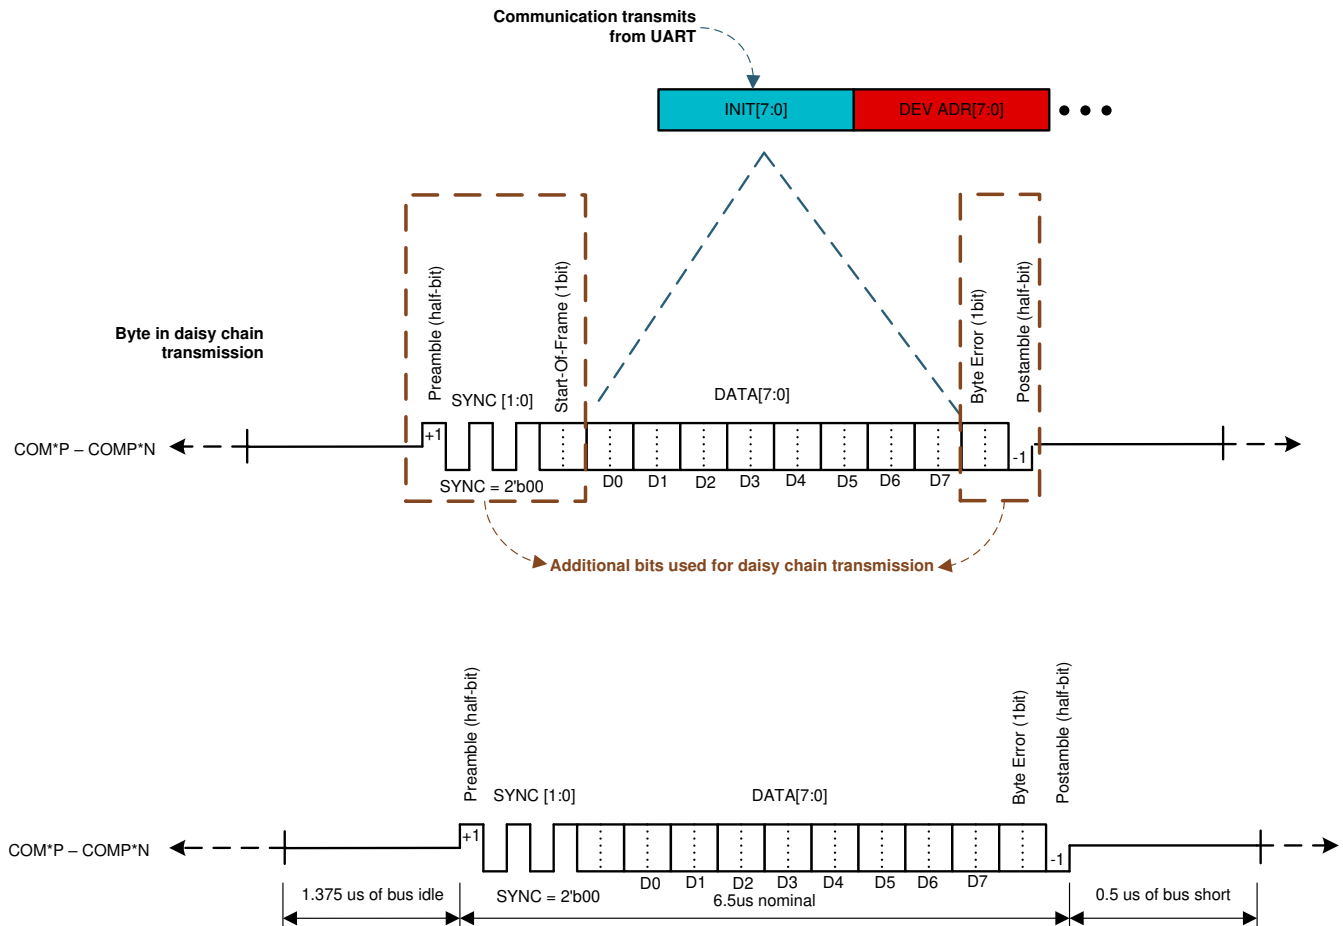 Communication transmits
from UART
INIT[7:0]
DEV ADR[7:0]
Preamble (half-bit)
Start-Of-Frame (1bit)
Byte Error (1bit)
Postamble (half-bit)
Byte in daisy chain
transmission
SYNC [1:0]
DATA[7:0]
COM*P – COMP*N
+1
-1
SYNC = 2'b00
D0
D1
D2
D3
D4
D5
D6
D7
Additional bits used for daisy chain transmission
Preamble (half-bit)
Byte Error (1bit)
Postamble (half-bit)
SYNC [1:0]
DATA[7:0]
COM*P – COMP*N
+1
-1
D0
D1
D2
D3
D4
D5
D6
D7
1.375 us of bus idle
SYNC = 2'b00
6.5us nominal
0.5 us of bus short